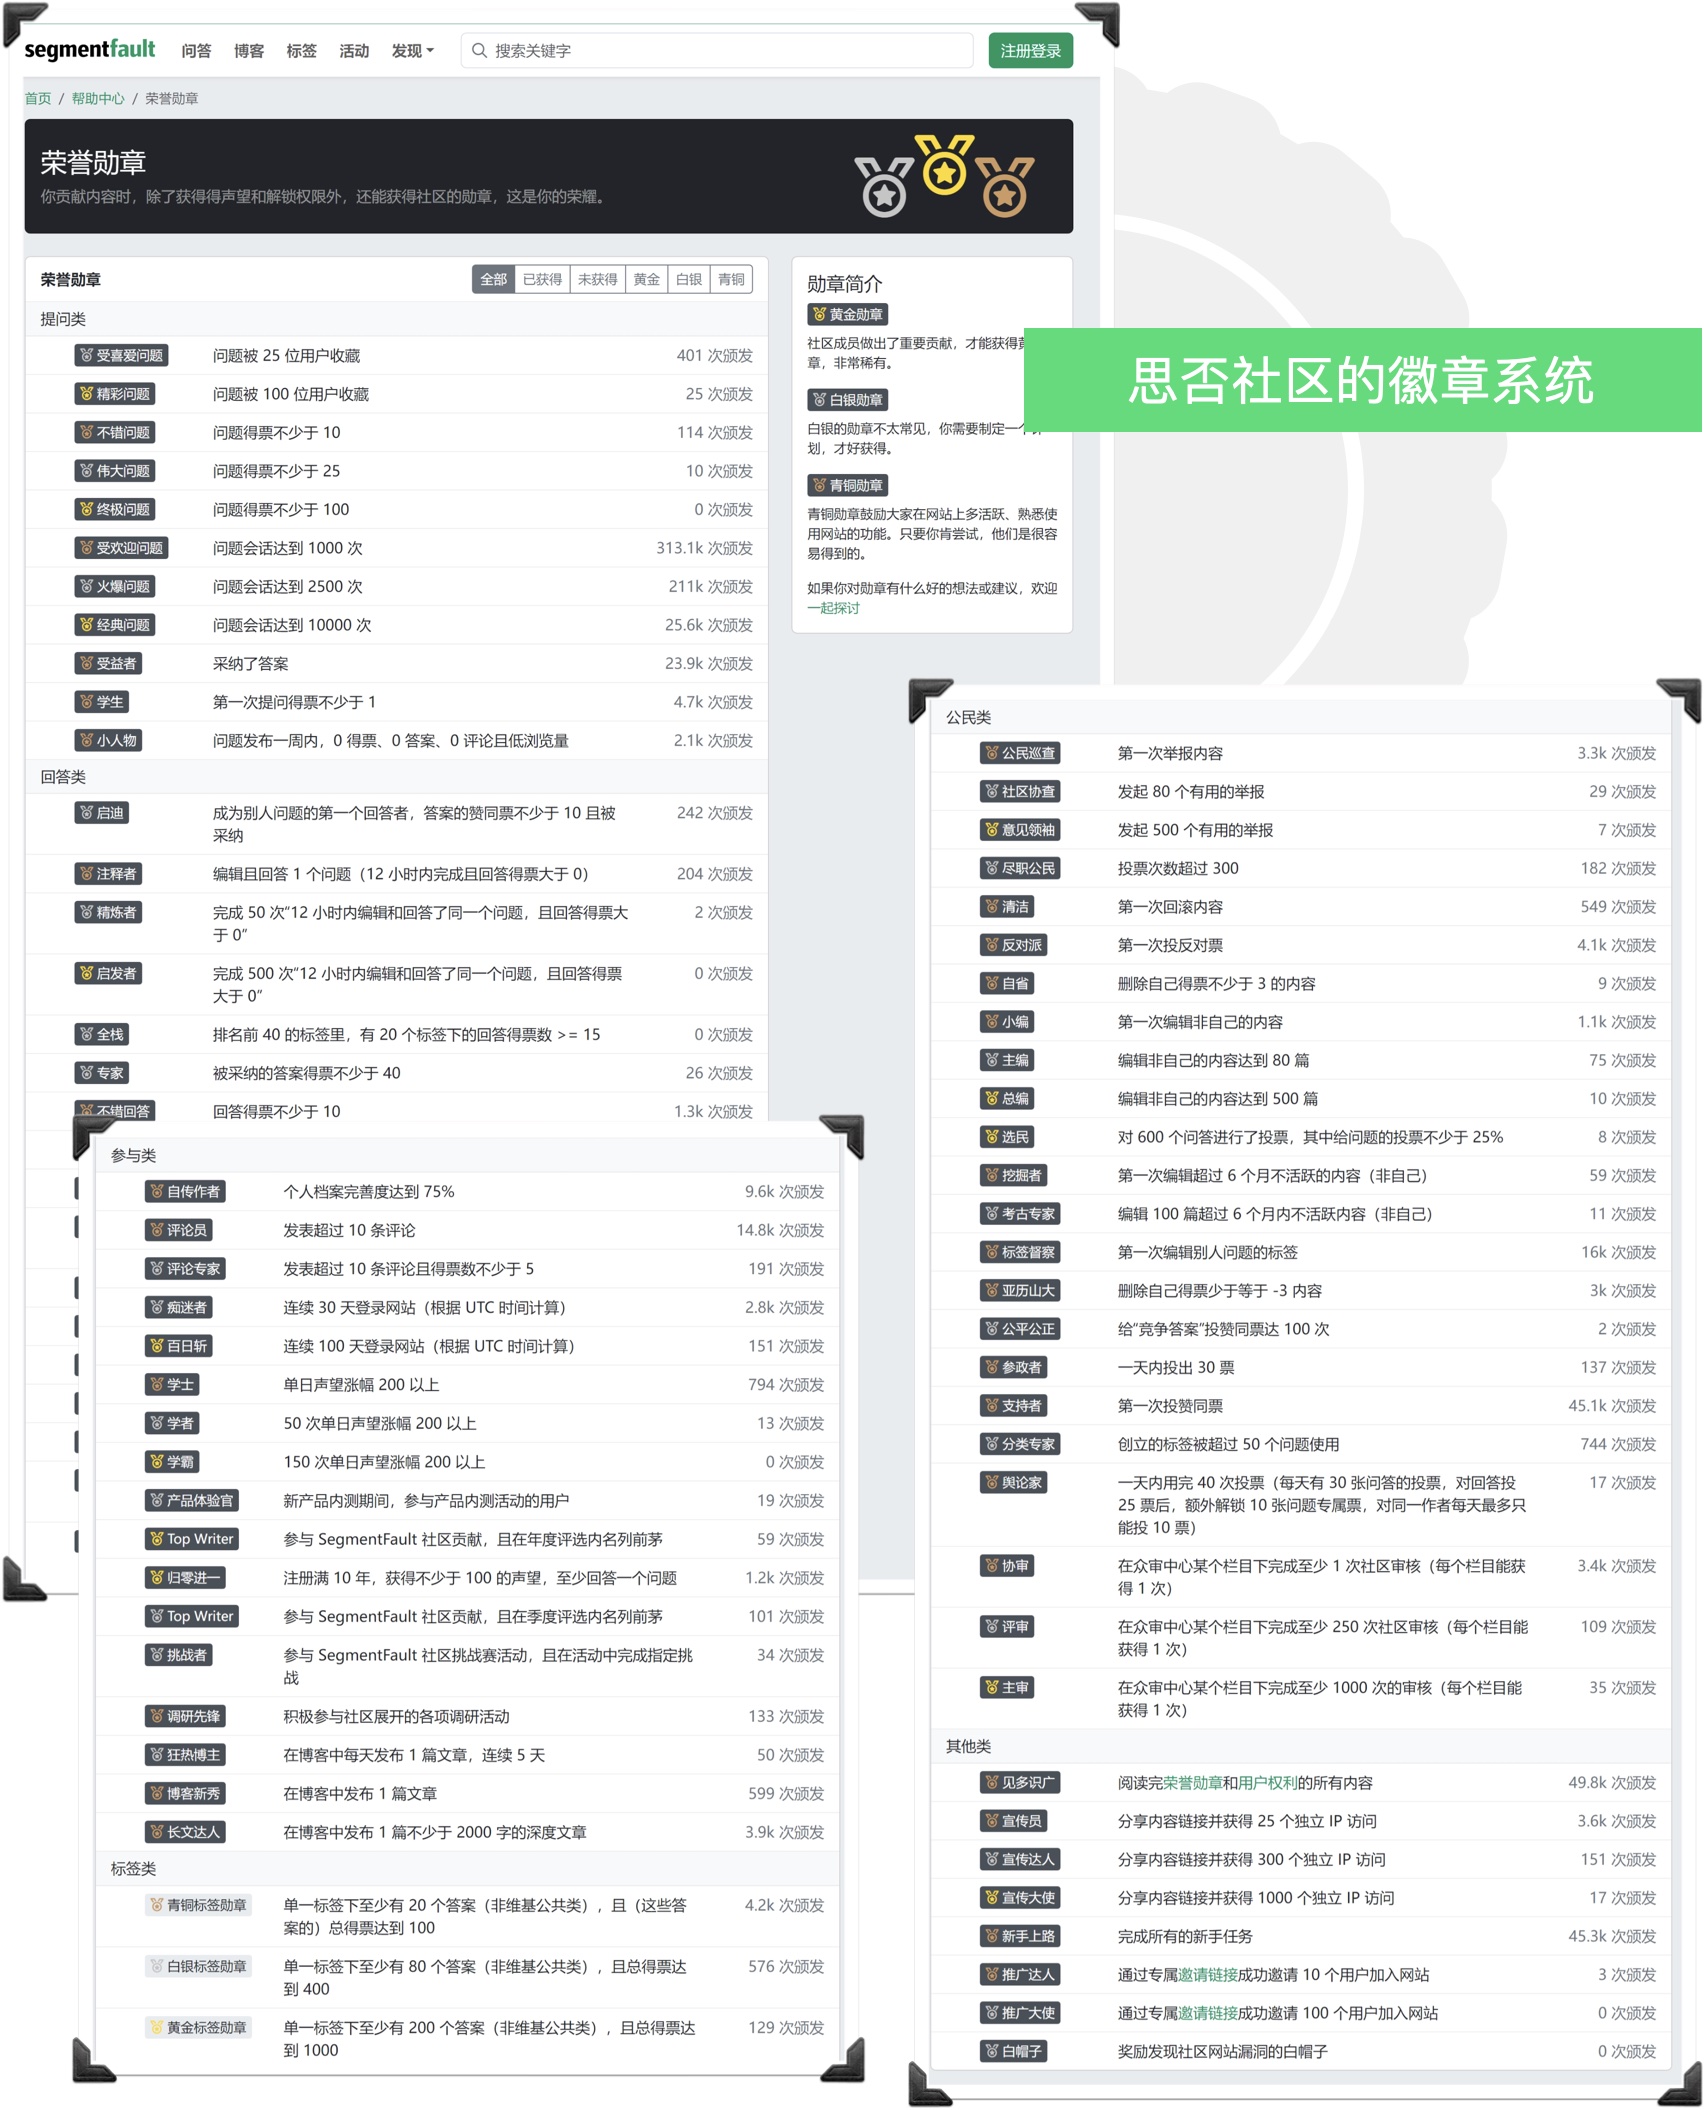 segmentfault 问答 博客 标签 活动 发现 搜索关键字 注册登录
首页 / 帮助中心 / 荣誉勋章
荣誉勋章
你贡献内容时，除了获得得声望和解锁权限外，还能获得社区的勋章，这是你的荣耀。
荣誉勋章 全部 已获得 未获得 黄金 白银 青铜
提问类
受喜爱问题 问题被 25 位用户收藏 401 次颁发
精彩问题 问题被 100 位用户收藏 25 次颁发
不错问题 问题得票不少于 10 114 次颁发
伟大问题 问题得票不少于 25 10 次颁发
终极问题 问题得票不少于 100 0 次颁发
受欢迎问题 问题会话达到 1000 次 313.1k 次颁发
火爆问题 问题会话达到 2500 次 211k 次颁发
经典问题 问题会话达到 10000 次 25.6k 次颁发
受益者 采纳了答案 23.9k 次颁发
学生 第一次提问得票不少于 1 4.7k 次颁发
小人物 问题发布一周内，0 得票、0 答案、0 评论且低浏览量 2.1k 次颁发
回答类
启迪 成为别人问题的第一个回答者，答案的赞同票不少于 10 且被 242 次颁发
采纳
注释者 编辑且回答 1 个问题（12 小时内完成且回答得票大于 0） 204 次颁发
精炼者 完成 50 次“12 小时内编辑和回答了同一个问题，且回答得票大 2 次颁发
于 0”
启发者 完成 500 次“12 小时内编辑和回答了同一个问题，且回答得票 0 次颁发
大于 0”
全栈 排名前 40 的标签里，有 20 个标签下的回答得票数 >= 15 0 次颁发
专家 被采纳的答案得票不少于 40 26 次颁发
不错回答 回答得票不少于 10 1.3k 次颁发
勋章简介
黄金勋章
社区成员做出了重要贡献，才能获得
章，非常稀有。
白银勋章
白银的勋章不太常见，你需要制定一个
划，才好获得。
青铜勋章
青铜勋章鼓励大家在网站上多活跃、熟悉使
用网站的功能。只要你肯尝试，他们是很容
易得到的。
如果你对勋章有什么好的想法或建议，欢迎
一起探讨
思否社区的徽章系统
参与类
自传作者 个人档案完善度达到 75% 9.6k 次颁发
评论员 发表超过 10 条评论 14.8k 次颁发
评论专家 发表超过 10 条评论且得票数不少于 5 191 次颁发
痴迷者 连续 30 天登录网站（根据 UTC 时间计算） 2.8k 次颁发
百日斩 连续 100 天登录网站（根据 UTC 时间计算） 151 次颁发
学士 单日声望涨幅 200 以上 794 次颁发
学者 50 次单日声望涨幅 200 以上 13 次颁发
学霸 150 次单日声望涨幅 200 以上 0 次颁发
产品体验官 新产品内测期间，参与产品内测活动的用户 19 次颁发
Top Writer 参与 SegmentFault 社区贡献，且在年度评选内名列前茅 59 次颁发
归零进一 注册满 10 年，获得不少于 100 的声望，至少回答一个问题 1.2k 次颁发
Top Writer 参与 SegmentFault 社区贡献，且在季度评选内名列前茅 101 次颁发
挑战者 参与 SegmentFault 社区挑战赛活动，且在活动中完成指定挑 34 次颁发
战
调研先锋 积极参与社区展开的各项调研活动 133 次颁发
狂热博主 在博客中每天发布 1 篇文章，连续 5 天 50 次颁发
博客新秀 在博客中发布 1 篇文章 599 次颁发
长文达人 在博客中发布 1 篇不少于 2000 字的深度文章 3.9k 次颁发
标签类
青铜标签勋章 单一标签下至少有 20 个答案（非维基公共类），且（这些答 4.2k 次颁发
案的）总得票达到 100
白银标签勋章 单一标签下至少有 80 个答案（非维基公共类），且总得票达 576 次颁发
到 400
黄金标签勋章 单一标签下至少有 200 个答案（非维基公共类），且总得票达 129 次颁发
到 1000
公民类
公民巡查 第一次举报内容 3.3k 次颁发
社区协查 发起 80 个有用的举报 29 次颁发
意见领袖 发起 500 个有用的举报 7 次颁发
尽职公民 投票次数超过 300 182 次颁发
清洁 第一次回滚内容 549 次颁发
反对派 第一次投反对票 4.1k 次颁发
自省 删除自己得票不少于 3 的内容 9 次颁发
小编 第一次编辑非自己的内容 1.1k 次颁发
主编 编辑非自己的内容达到 80 篇 75 次颁发
总编 编辑非自己的内容达到 500 篇 10 次颁发
选民 对 600 个问答进行了投票，其中给问题的投票不少于 25% 8 次颁发
挖掘者 第一次编辑超过 6 个月不活跃的内容（非自己） 59 次颁发
考古专家 编辑 100 篇超过 6 个月内不活跃内容（非自己） 11 次颁发
标签督察 第一次编辑别人问题的标签 16k 次颁发
亚历山大 删除自己得票少于等于 -3 内容 3k 次颁发
公平公正 给“竞争答案”投赞同票达 100 次 2 次颁发
参政者 一天内投出 30 票 137 次颁发
支持者 第一次投赞同票 45.1k 次颁发
分类专家 创立的标签被超过 50 个问题使用 744 次颁发
舆论家 一天内用完 40 次投票（每天有 30 张问答的投票，对回答投 17 次颁发
25 票后，额外解锁 10 张问题专属票，对同一作者每天最多只
能投 10 票）
协审 在众审中心某个栏目下完成至少 1 次社区审核（每个栏目能获 3.4k 次颁发
得 1 次）
评审 在众审中心某个栏目下完成至少 250 次社区审核（每个栏目能 109 次颁发
获得 1 次）
主审 在众审中心某个栏目下完成至少 1000 次的审核（每个栏目能 35 次颁发
获得 1 次）
其他类
见多识广 阅读完荣誉勋章和用户权利的所有内容 49.8k 次颁发
宣传员 分享内容链接并获得 25 个独立 IP 访问 3.6k 次颁发
宣传达人 分享内容链接并获得 300 个独立 IP 访问 151 次颁发
宣传大使 分享内容链接并获得 1000 个独立 IP 访问 17 次颁发
新手上路 完成所有的新手任务 45.3k 次颁发
推广达人 通过专属邀请链接成功邀请 10 个用户加入网站 3 次颁发
推广大使 通过专属邀请链接成功邀请 100 个用户加入网站 0 次颁发
白帽子 奖励发现社区网站漏洞的白帽子 0 次颁发